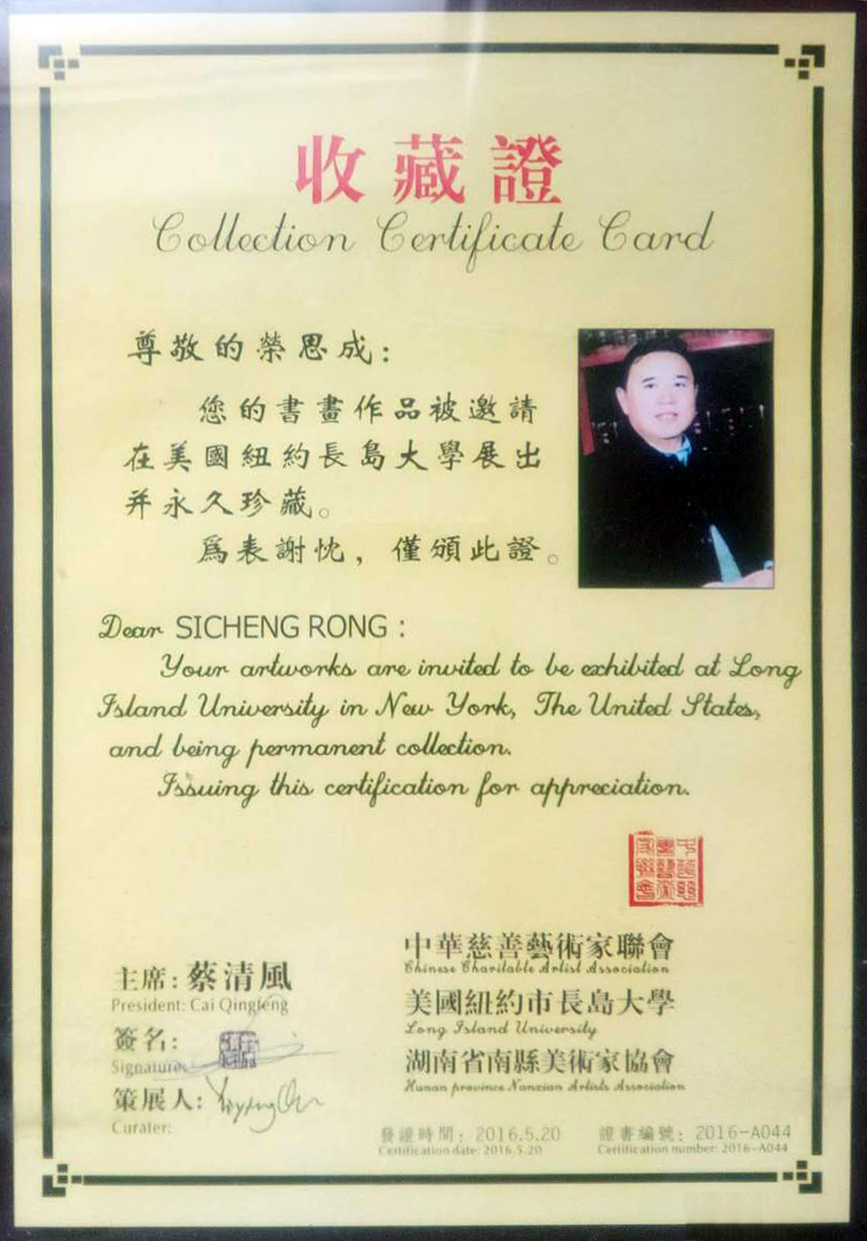 收藏證
Collection Certificate Card
尊敬的榮思成：
您的書畫作品被邀請
在美國紐約長島大學展出
并永久珍藏。
爲表謝忱，僅頒此證。
Dear SICHENG RONG :
Your artworks are invited to be exhibited at Long
Island University in New York, The United States,
and being permanent collection.
Issuing this certification for appreciation.
主席：蔡清風
President: Cai Qingfeng
簽名：
Signature:
策展人：
Curater:
中華慈善藝術家聯會
Chinese Charitable Artist Association
美國紐約市長島大學
Long Island University
湖南省南縣美術家協會
Hunan province Nanxian Artists Association
發證時間：2016.5.20
Certification date: 2016.5.20
證書編號：2016-A044
Certification number: 2016-A044